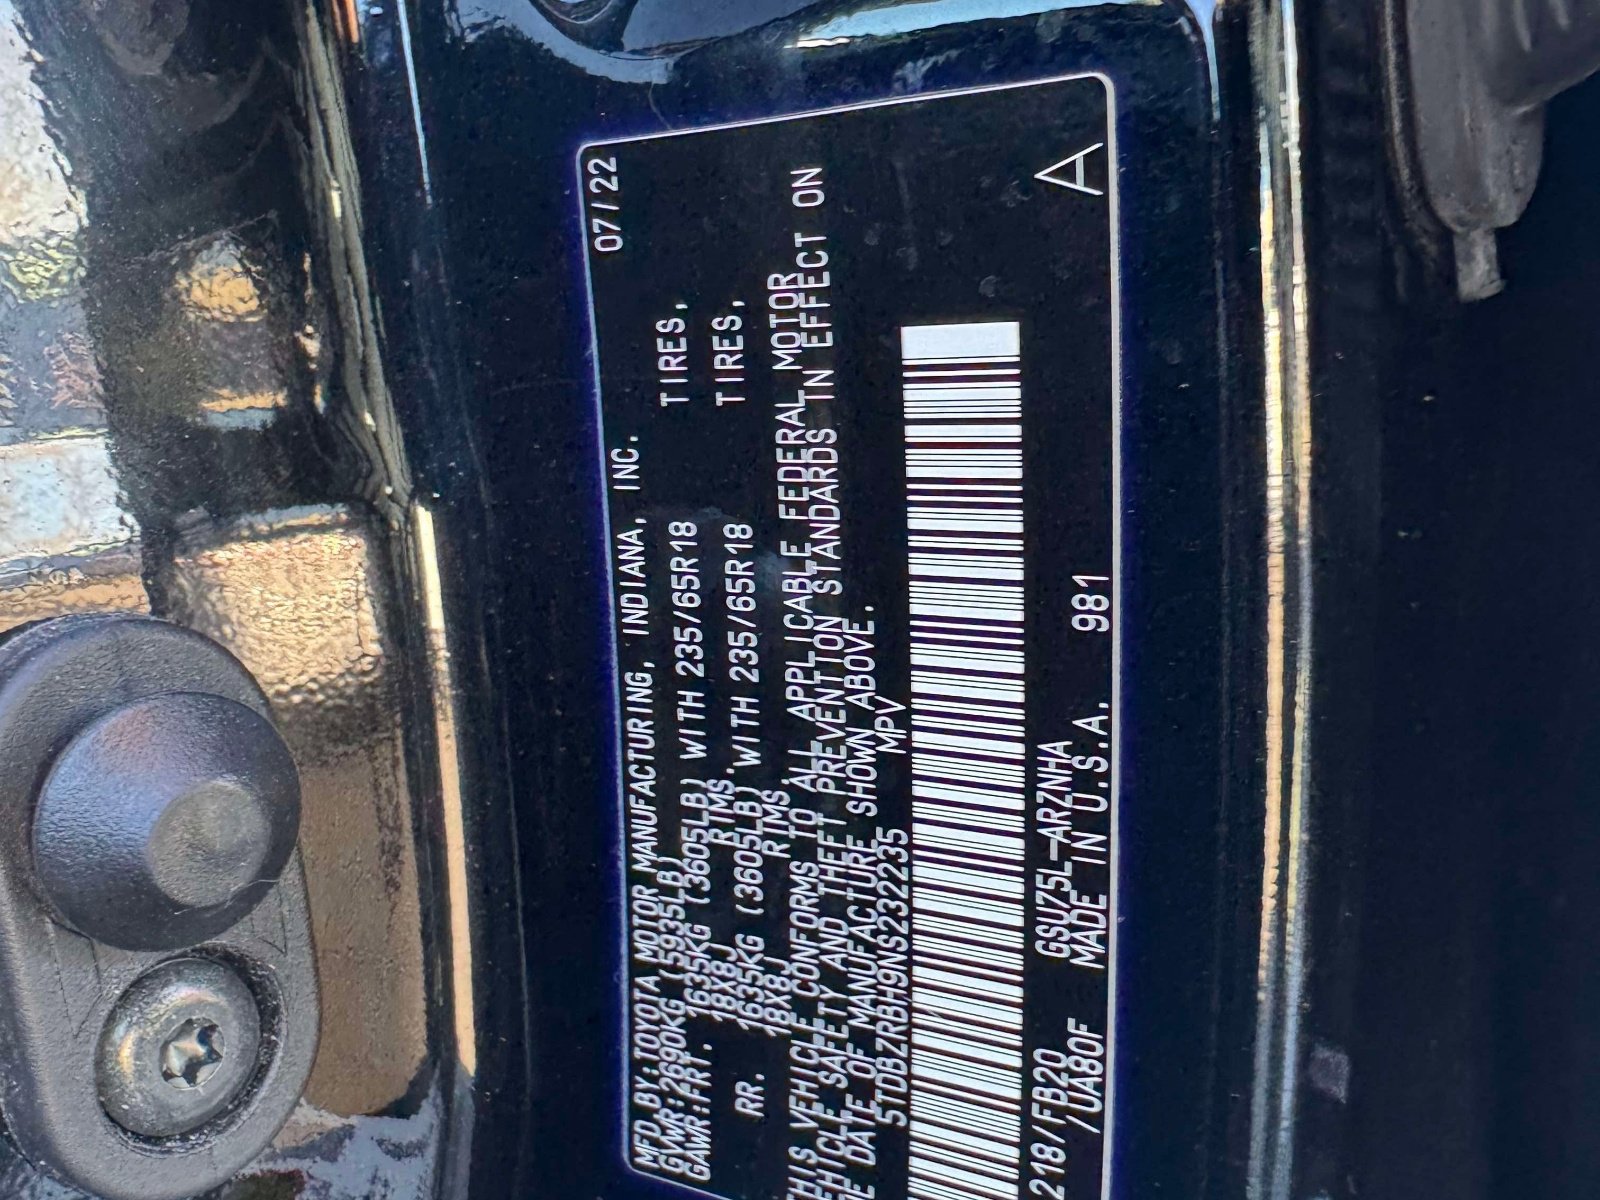 07/22
MFD.BY:TOYOTA MOTOR MANUFACTURING, INDIANA, INC.
GVWR:2690KG (5935LB)
GAWR:FRT. 1635KG (3605LB) WITH 235/65R18 TIRES,
18X8J RIMS.
RR. 1635KG (3605LB) WITH 235/65R18 TIRES,
18X8J RIMS.
THIS VEHICLE CONFORMS TO ALL APPLICABLE FEDERAL MOTOR
VEHICLE SAFETY AND THEFT PREVENTION STANDARDS IN EFFECT ON
DATE OF MANUFACTURE SHOWN ABOVE.
5TDBZRBH9NS232235 MPV
218/FB20 GSU75L-ARZNHA
/UA80F MADE IN U.S.A. 981 A